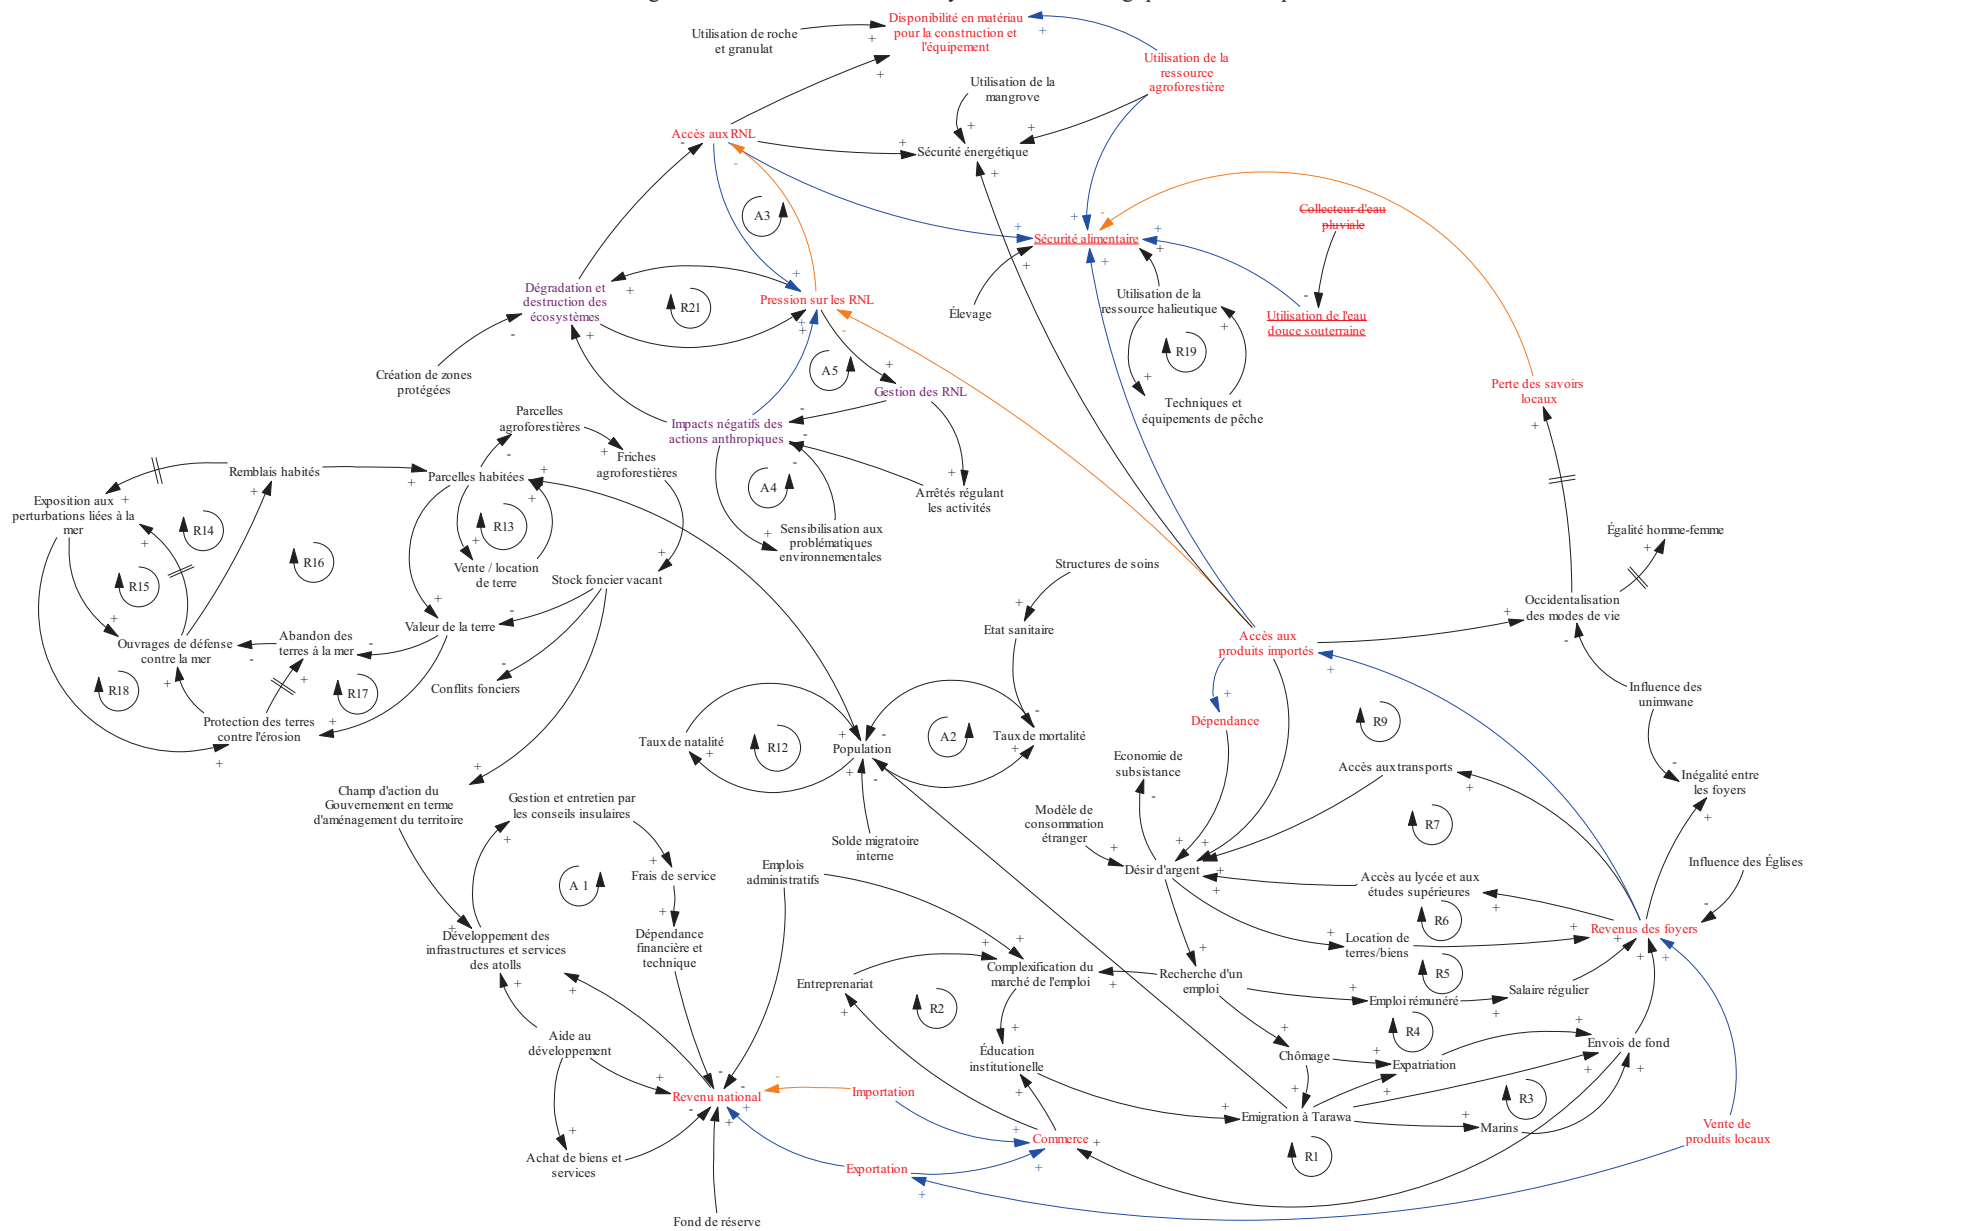 Disponibilité en matériau
pour la construction et
l'équipement
Utilisation de roche
et granulat
Utilisation de la
ressource
agroforestière
Utilisation de la
mangrove
Accès aux RNL
Sécurité énergétique
A3
Collecteur d'eau
pluviale
Sécurité alimentaire
Dégradation et
destruction des
écosystèmes
R21
Pression sur les RNL
Élevage
Utilisation de la
ressource halieutique
Utilisation de l'eau
douce souterraine
R19
Création de zones
protégées
A5
Gestion des RNL
Perte des savoirs
locaux
Techniques et
équipements de pêche
Parcelles
agroforestières
Impacts négatifs des
actions anthropiques
Friches
agroforestières
Remblais habités
Parcelles habitées
A4
Arrêtés régulant
les activités
Exposition aux
perturbations liées à la
mer
R14
R13
Sensibilisation aux
problématiques
environnementales
Égalité homme-femme
R16
R15
Vente / location
de terre
Stock foncier vacant
Structures de soins
Occidentalisation
des modes de vie
Valeur de la terre
Etat sanitaire
Ouvrages de défense
contre la mer
Abandon des
terres à la mer
Accès aux
produits importés
R18
R17
Conflits fonciers
Influence des
unimwane
Protection des terres
contre l'érosion
Dépendance
R9
Taux de natalité
R12
Population
A2
Taux de mortalité
Economie de
subsistance
Accès aux transports
Inégalité entre
les foyers
Champ d'action du
Gouvernement en terme
d'aménagement du territoire
Gestion et entretien par
les conseils insulaires
Modèle de
consommation
étranger
R7
Solde migratoire
interne
Emplois
administratifs
Influence des Églises
Frais de service
A 1
Désir d'argent
Accès au lycée et aux
études supérieures
R6
Revenus des foyers
Développement des
infrastructures et services
des atolls
Dépendance
financière et
technique
Location de
terres/biens
R5
Complexification du
marché de l'emploi
Recherche d'un
emploi
Entreprenariat
Salaire régulier
Emploi rémunéré
R2
R4
Aide au
développement
Éducation
institutionelle
Chômage
Expatriation
Envois de fond
R3
Revenu national
Importation
Emigration à Tarawa
Marins
Commerce
Vente de
produits locaux
R1
Achat de biens et
services
Exportation
Fond de réserve